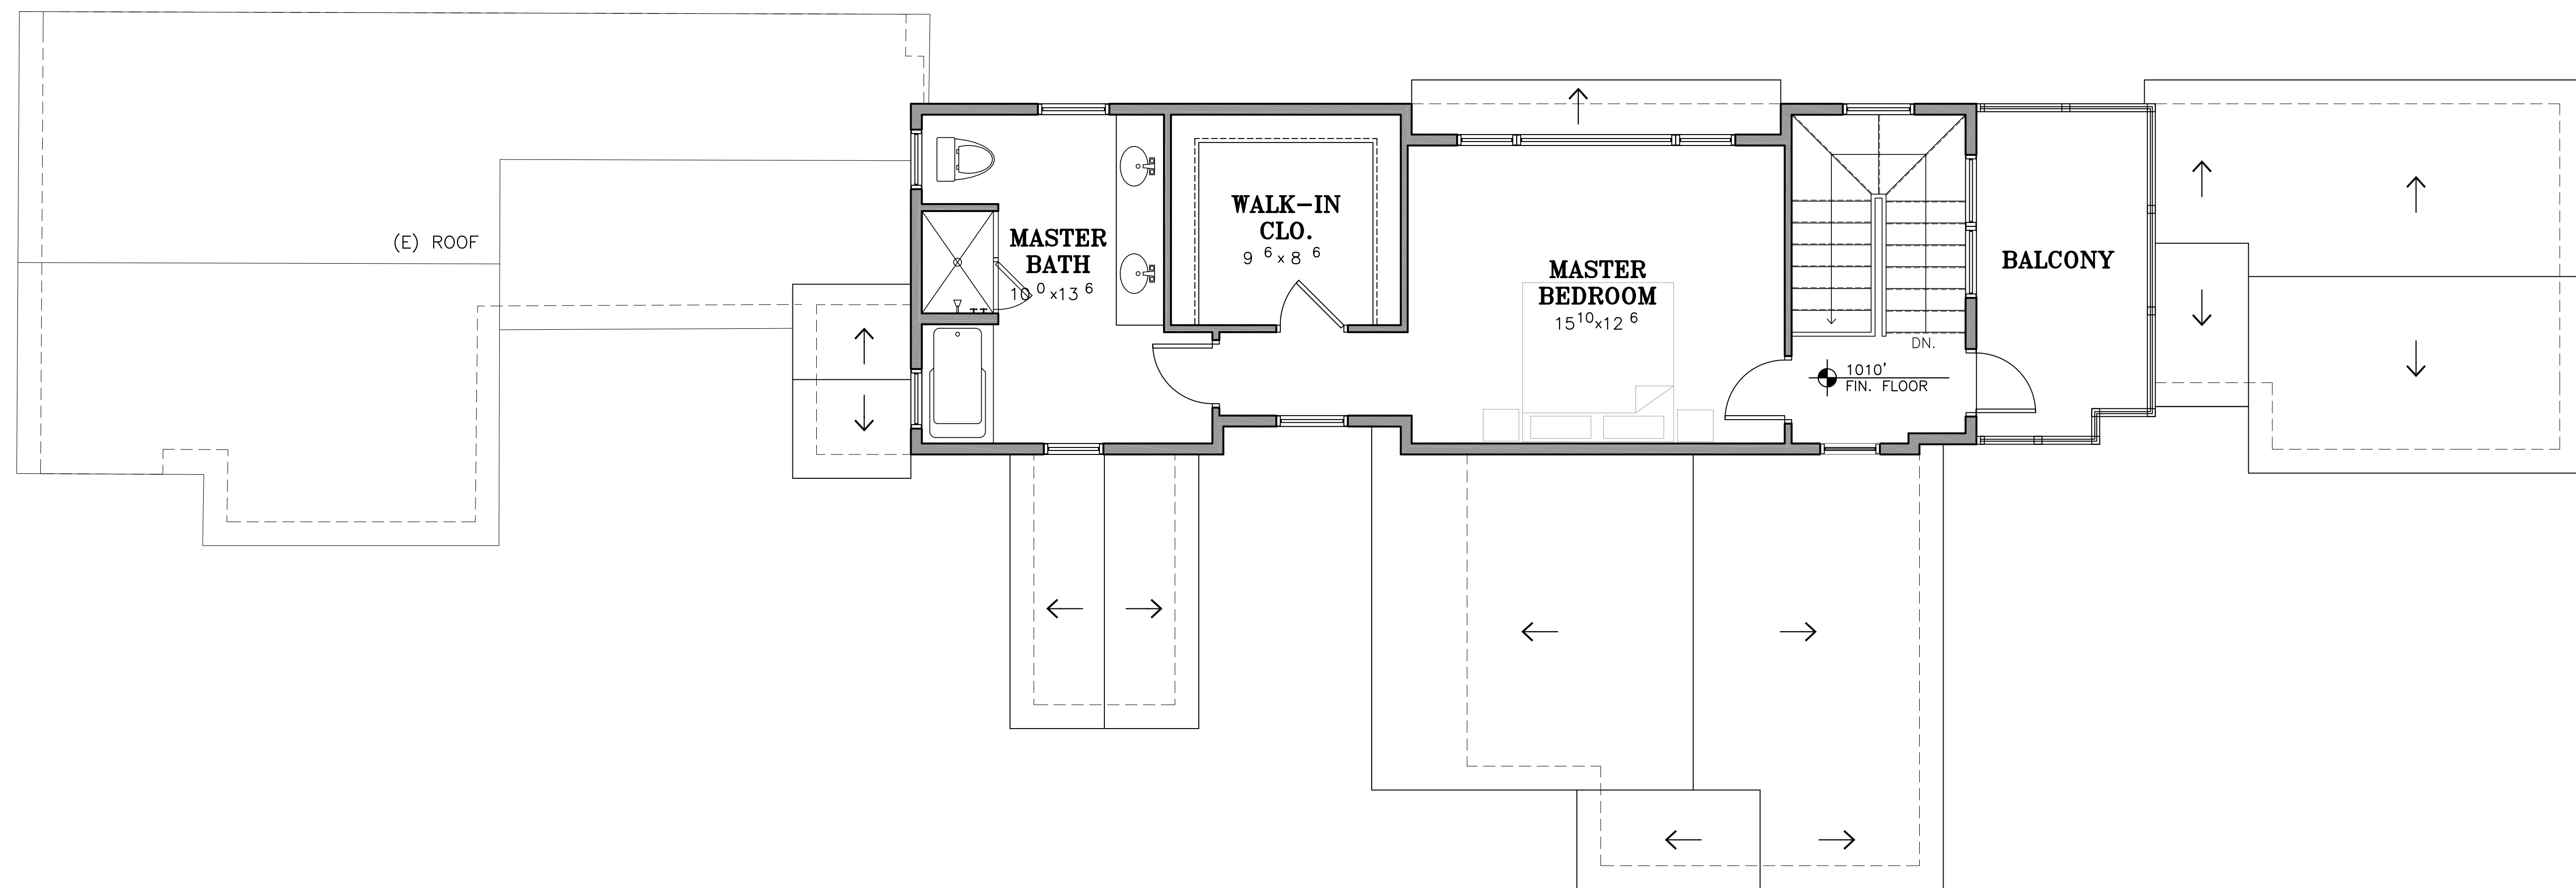 (E) ROOF
MASTER
BATH
10 0 x13 6
WALK-IN
CLO.
9 6 x 8 6
MASTER
BEDROOM
15 10 x12 6
DN.
1010'
FIN. FLOOR
BALCONY